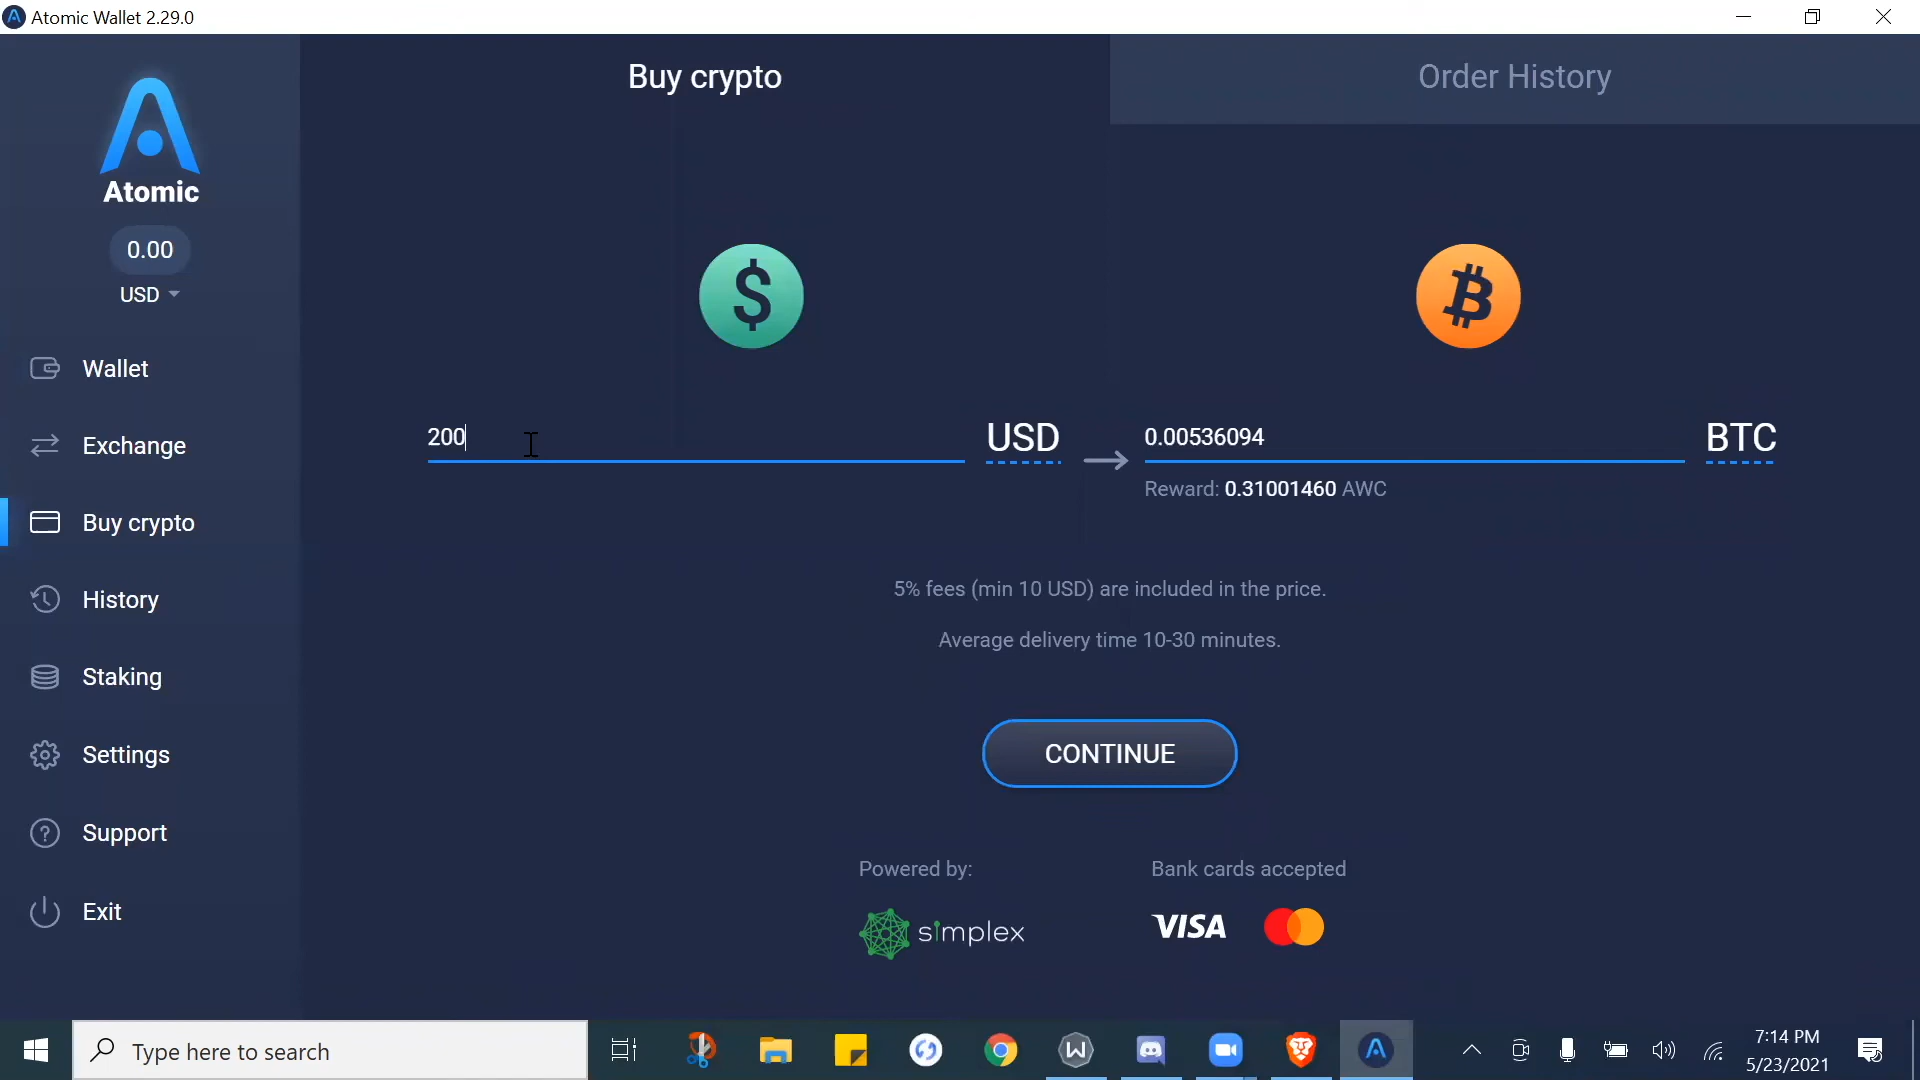 Atomic Wallet 2.29.0
Atomic
0.00
USD
Wallet
Exchange
Buy crypto
History
Staking
Settings
Support
Exit
Buy crypto
Order History
$
200
USD
0.00536094
BTC
Reward: 0.31001460 AWC
5% fees (min 10 USD) are included in the price.
Average delivery time 10-30 minutes.
CONTINUE
Powered by:
simplex
Bank cards accepted
VISA
Type here to search
7:14 PM
5/23/2021